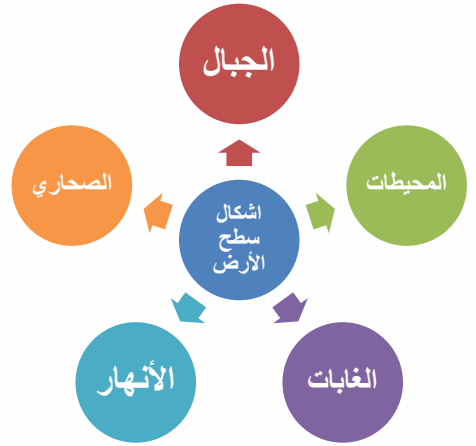 الجبال
المحيطات
الصحاري
اشكال
سطح
الأرض
الغابات
الأنهار